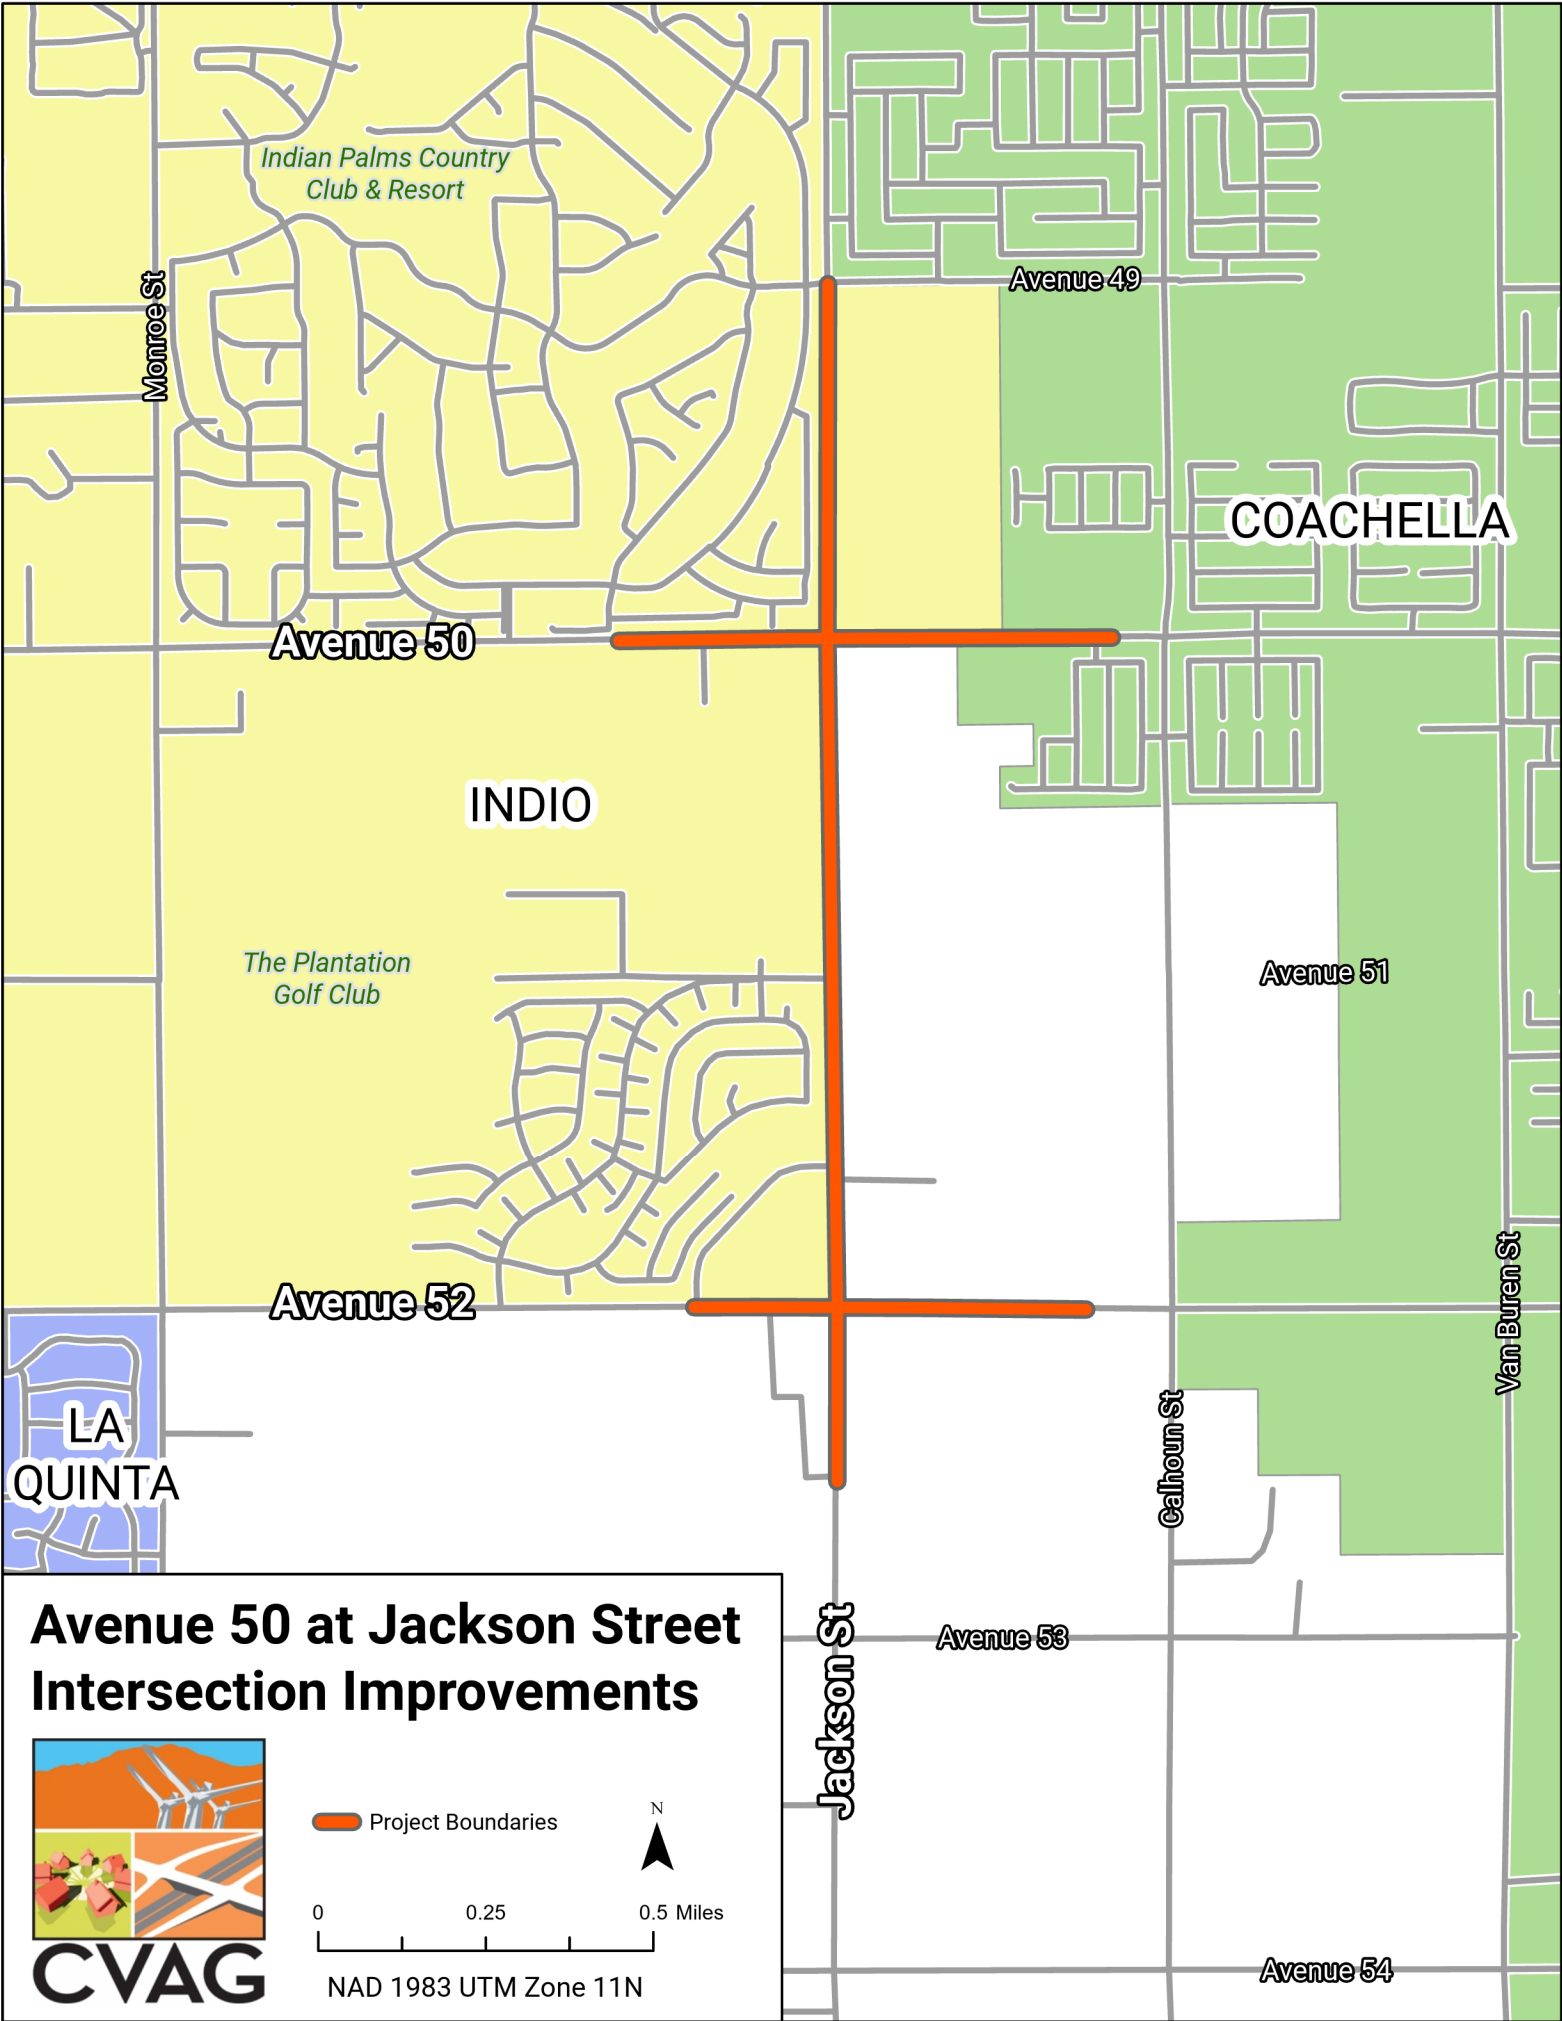 Indian Palms Country
Club & Resort
Monroe St
Avenue 49
COACHELLA
Avenue 50
INDIO
The Plantation
Golf Club
Avenue 51
Avenue 52
Van Buren St
LA
QUINTA
Calhoun St
Jackson St
Avenue 53
Avenue 54
Avenue 50 at Jackson Street
Intersection Improvements
Project Boundaries
N
0 0.25 0.5 Miles
NAD 1983 UTM Zone 11N
CVAG